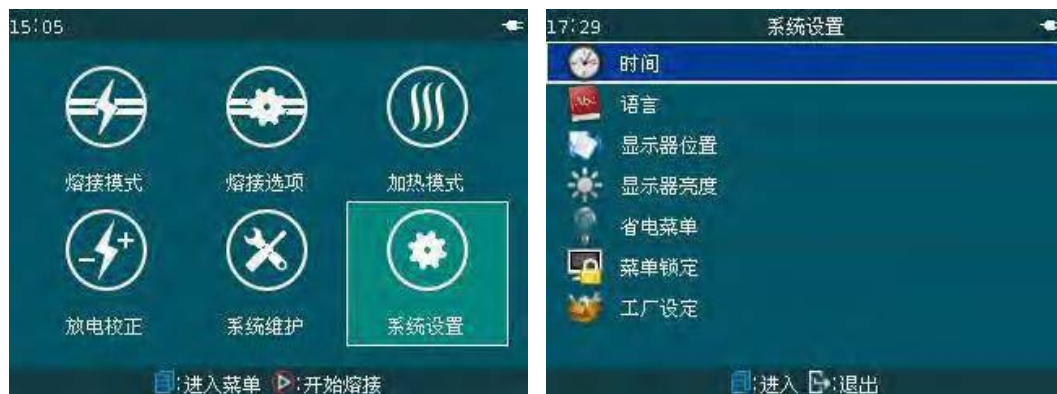 15:05
熔接模式 熔接选项 加热模式
放电校正 系统维护 系统设置
:进入菜单 :开始熔接
17:29 系统设置
时间
Abc 语言
显示器位置
显示器亮度
省电菜单
菜单锁定
工厂设定
:进入 :退出